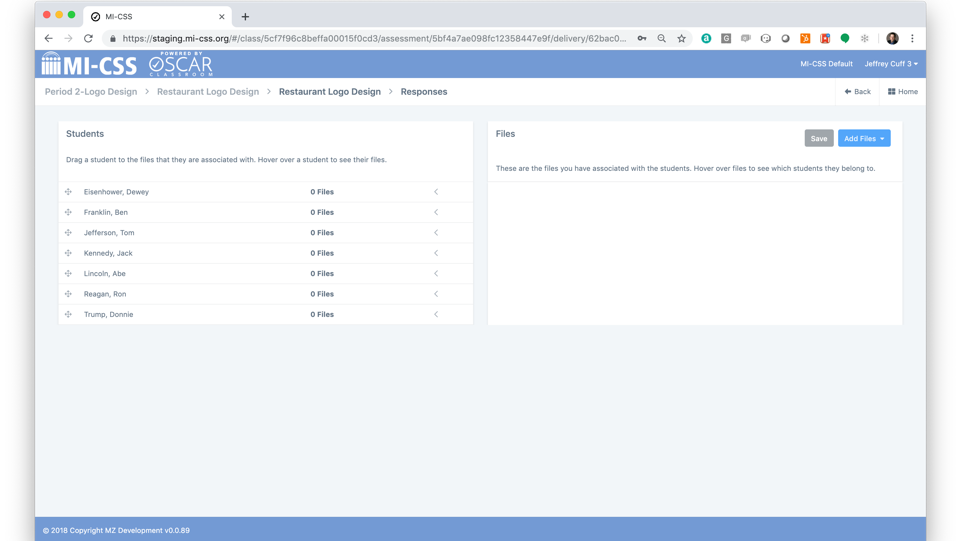 MI-CSS
https://staging.mi-css.org/#/class/5cf7f96c8beffa00015f0cd3/assessment/5bf4a7ae098fc12358447e9f/delivery/62bac0...
MI-CSS
POWERED BY
OSCAR
CLASSROOM
MI-CSS Default
Jeffrey Cuff 3
Period 2-Logo Design > Restaurant Logo Design > Restaurant Logo Design > Responses
Back
Home
Students
Drag a student to the files that they are associated with. Hover over a student to see their files.
Eisenhower, Dewey 0 Files
Franklin, Ben 0 Files
Jefferson, Tom 0 Files
Kennedy, Jack 0 Files
Lincoln, Abe 0 Files
Reagan, Ron 0 Files
Trump, Donnie 0 Files
Files
Save
Add Files
These are the files you have associated with the students. Hover over files to see which students they belong to.
© 2018 Copyright MZ Development v0.0.89